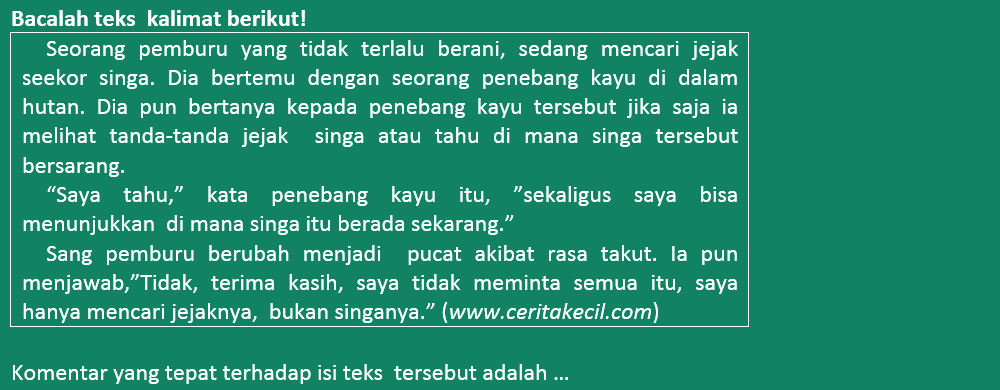 Bacalah teks  kalimat berikut!
Seorang pemburu yang tidak terlalu berani, sedang mencari jejak
seekor singa. Dia bertemu dengan seorang penebang kayu di dalam
hutan. Dia pun bertanya kepada penebang kayu tersebut jika saja ia
melihat tanda-tanda jejak  singa atau tahu di mana singa tersebut
bersarang.
“Saya tahu,” kata penebang kayu itu, ”sekaligus saya bisa
menunjukkan  di mana singa itu berada sekarang.”
Sang pemburu berubah menjadi  pucat akibat rasa takut. Ia pun
menjawab,”Tidak, terima kasih, saya tidak meminta semua itu, saya
hanya mencari jejaknya,  bukan singanya.” (www.ceritakecil.com)
Komentar yang tepat terhadap isi teks  tersebut adalah ...